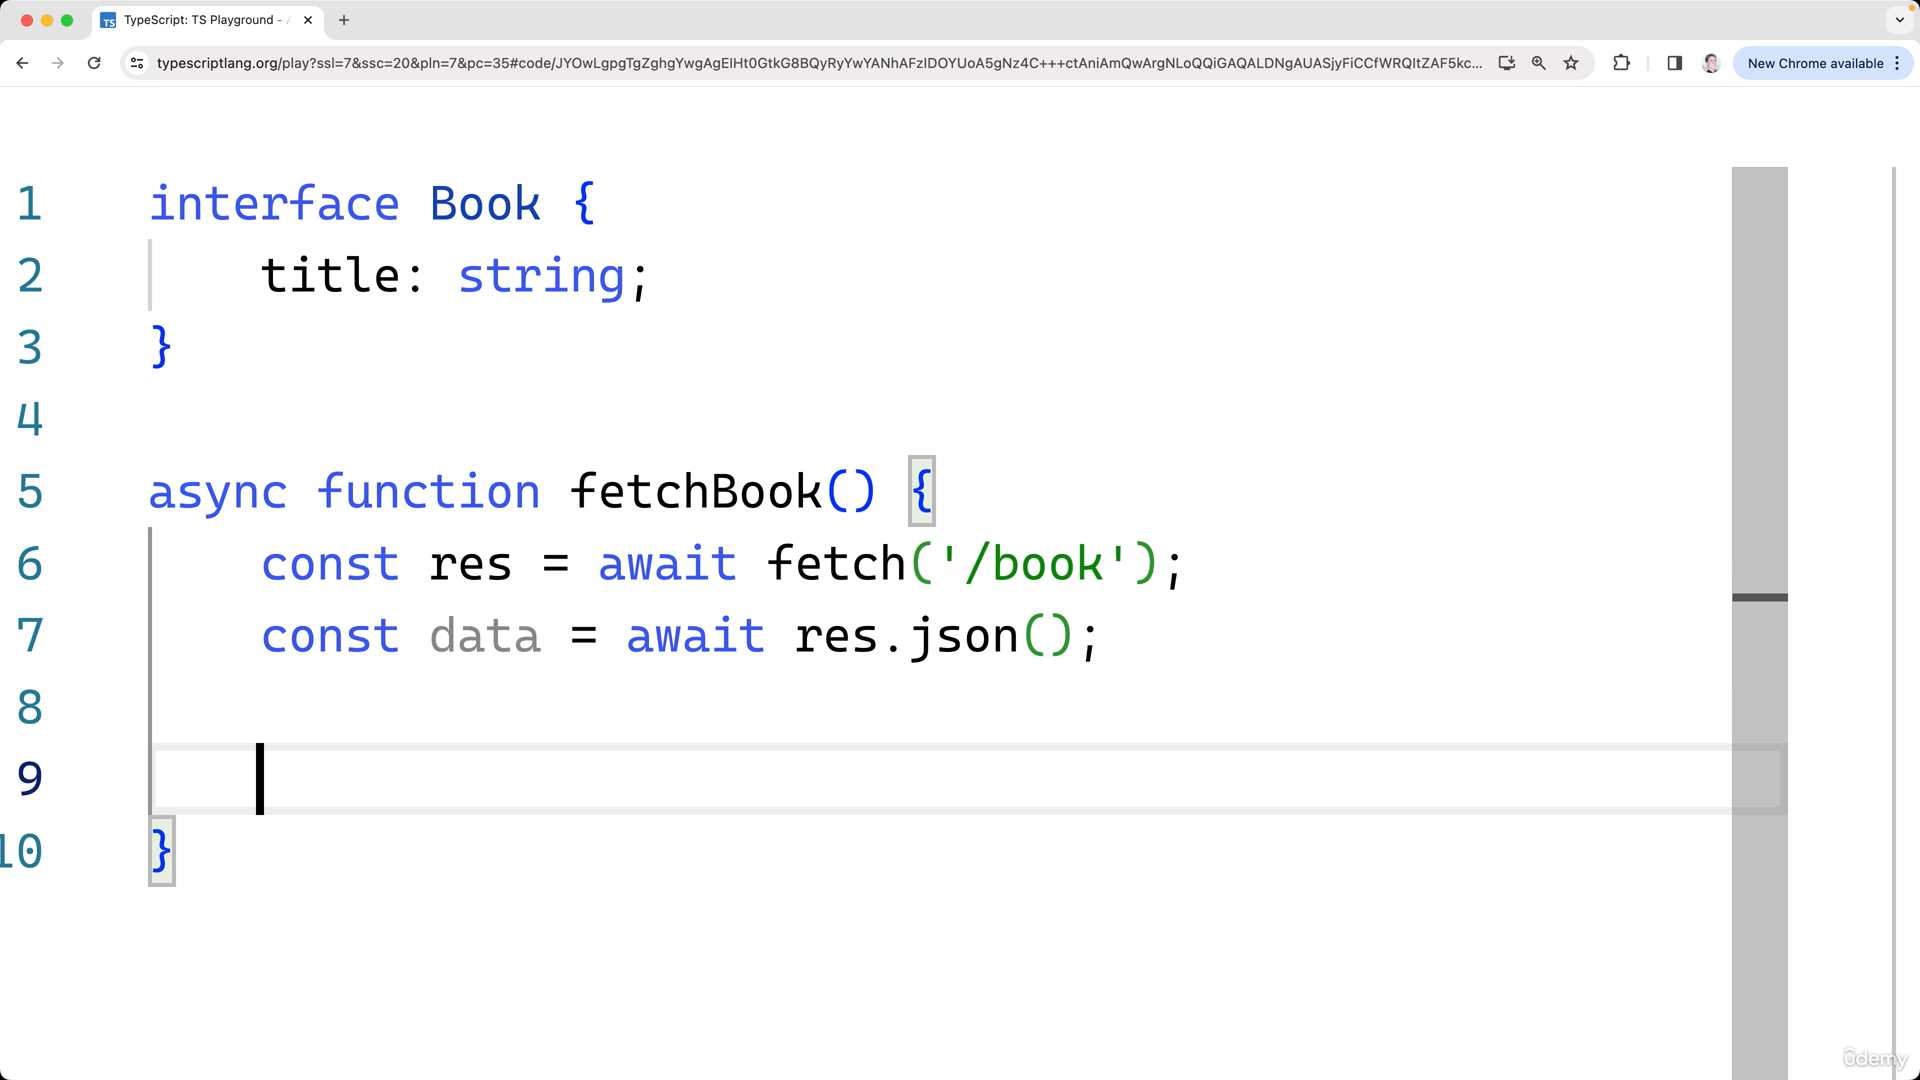 TypeScript: TS Playground -
typescriptlang.org/play?ssl=7&ssc=20&pln=7&pc=35#code/JYOwLgpgTgZghgYwgAgEIHt0GtkG8BQyRyYwYANhAFzIDOYUoA5gNz4C+++ctAniAmQwArgNLoQQiGAQALDNgAUASjyFiCCfWRQItZAF5kc...
New Chrome available
1 interface Book {
2 title: string;
3 }
4
5 async function fetchBook() {
6 const res = await fetch('/book');
7 const data = await res.json();
8
9
10 }
ûdemy